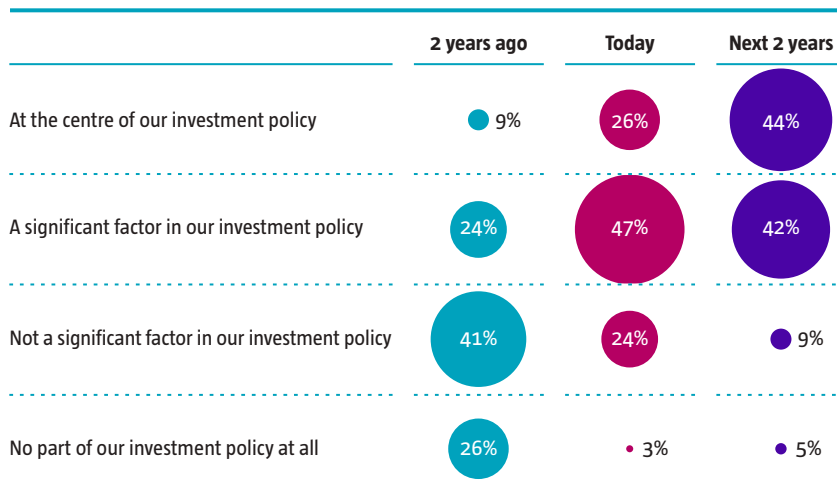 2 years ago Today Next 2 years
At the centre of our investment policy 9% 26% 44%
A significant factor in our investment policy 24% 47% 42%
Not a significant factor in our investment policy 41% 24% 9%
No part of our investment policy at all 26% 3% 5%